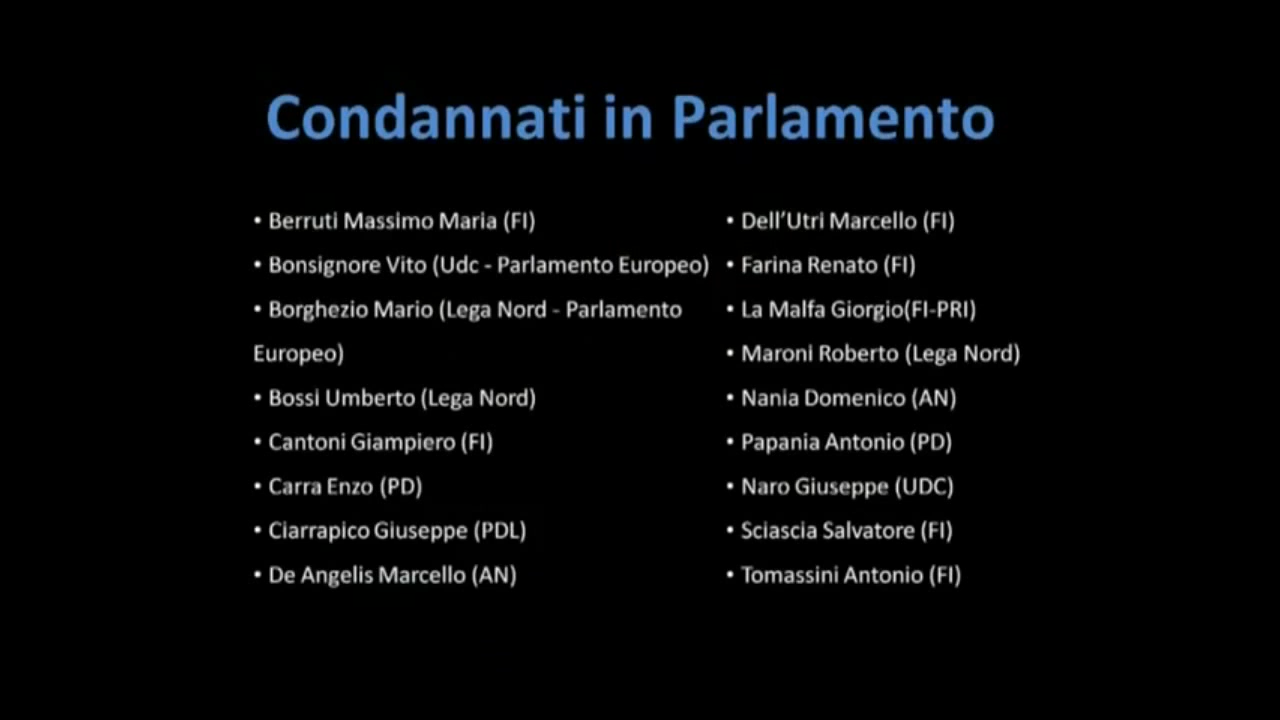 Condannati in Parlamento
• Berruti Massimo Maria (FI)
• Bonsignore Vito (Udc - Parlamento Europeo)
• Borghezio Mario (Lega Nord - Parlamento
Europeo)
• Bossi Umberto (Lega Nord)
• Cantoni Giampiero (FI)
• Carra Enzo (PD)
• Ciarrapico Giuseppe (PDL)
• De Angelis Marcello (AN)
• Dell’Utri Marcello (FI)
• Farina Renato (FI)
• La Malfa Giorgio(FI-PRI)
• Maroni Roberto (Lega Nord)
• Nania Domenico (AN)
• Papania Antonio (PD)
• Naro Giuseppe (UDC)
• Sciascia Salvatore (FI)
• Tomassini Antonio (FI)